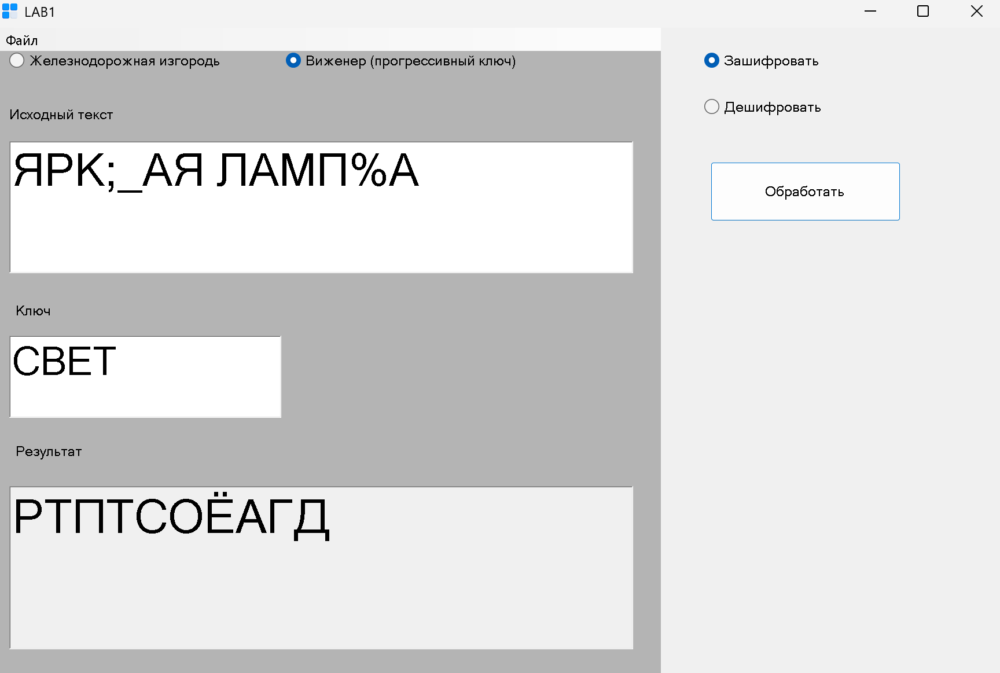 LAB1
Файл
Железнодорожная изгородь
Виженер (прогрессивный ключ)
Зашифровать
Дешифровать
Исходный текст
ЯРК;_АЯ ЛАМП%А
Обработать
Ключ
СВЕТ
Результат
РТПТСОЁАГД